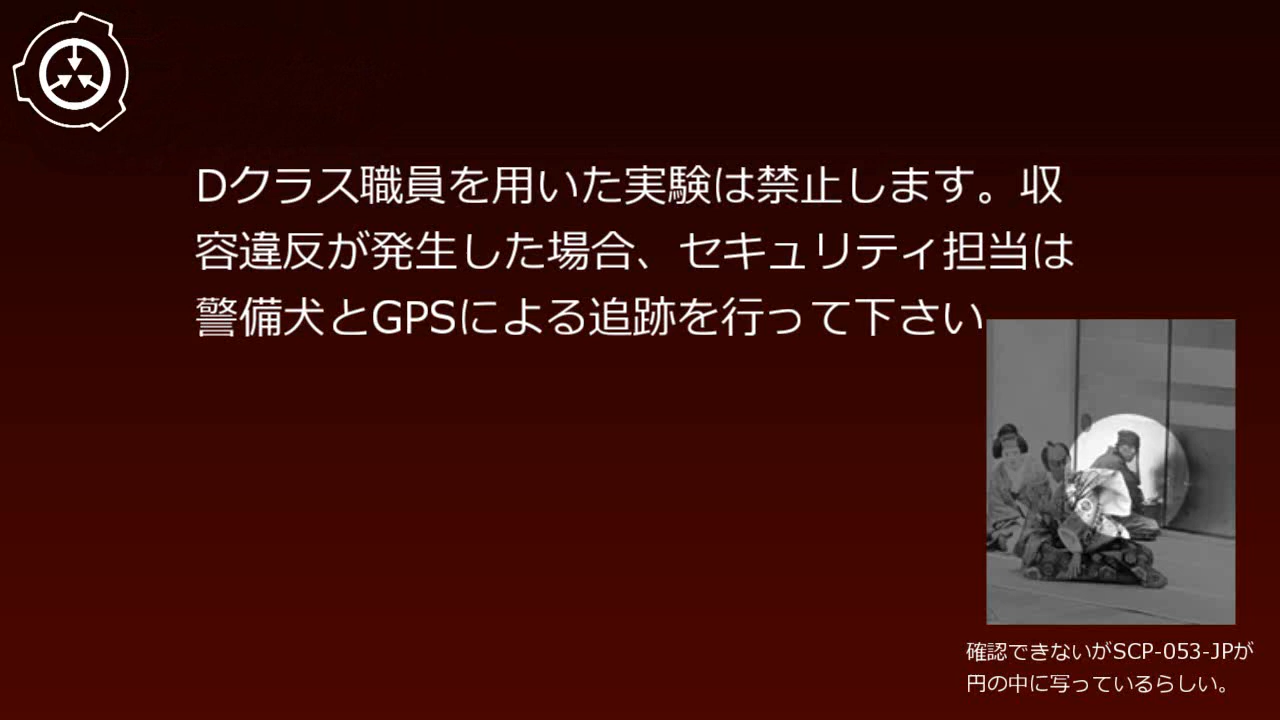 Dクラス職員を用いた実験は禁止します。収
容違反が発生した場合、セキュリティ担当は
警備犬とGPSによる追跡を行って下さい
確認できないがSCP-053-JPが
円の中に写っているらしい。